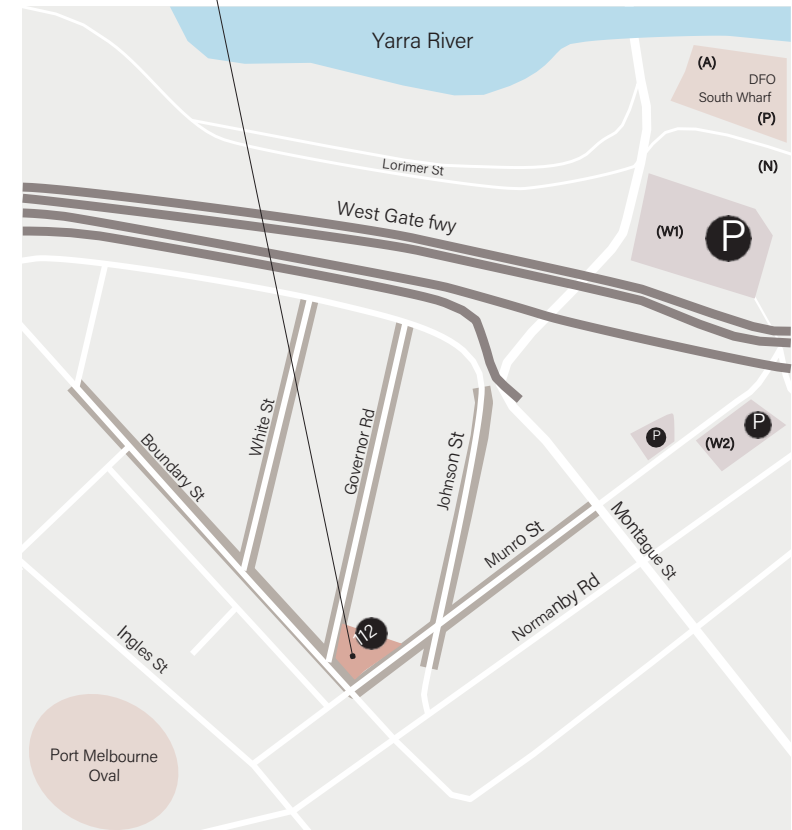 Yarra River
(A)
DFO
South Wharf
(P)
Lorimer St
(N)
West Gate fwy
(W1)
P
White St
Governor Rd
Johnson St
Boundary St
P
P
(W2)
Munro St
Montague St
Normanby Rd
Ingles St
112
Port Melbourne
Oval